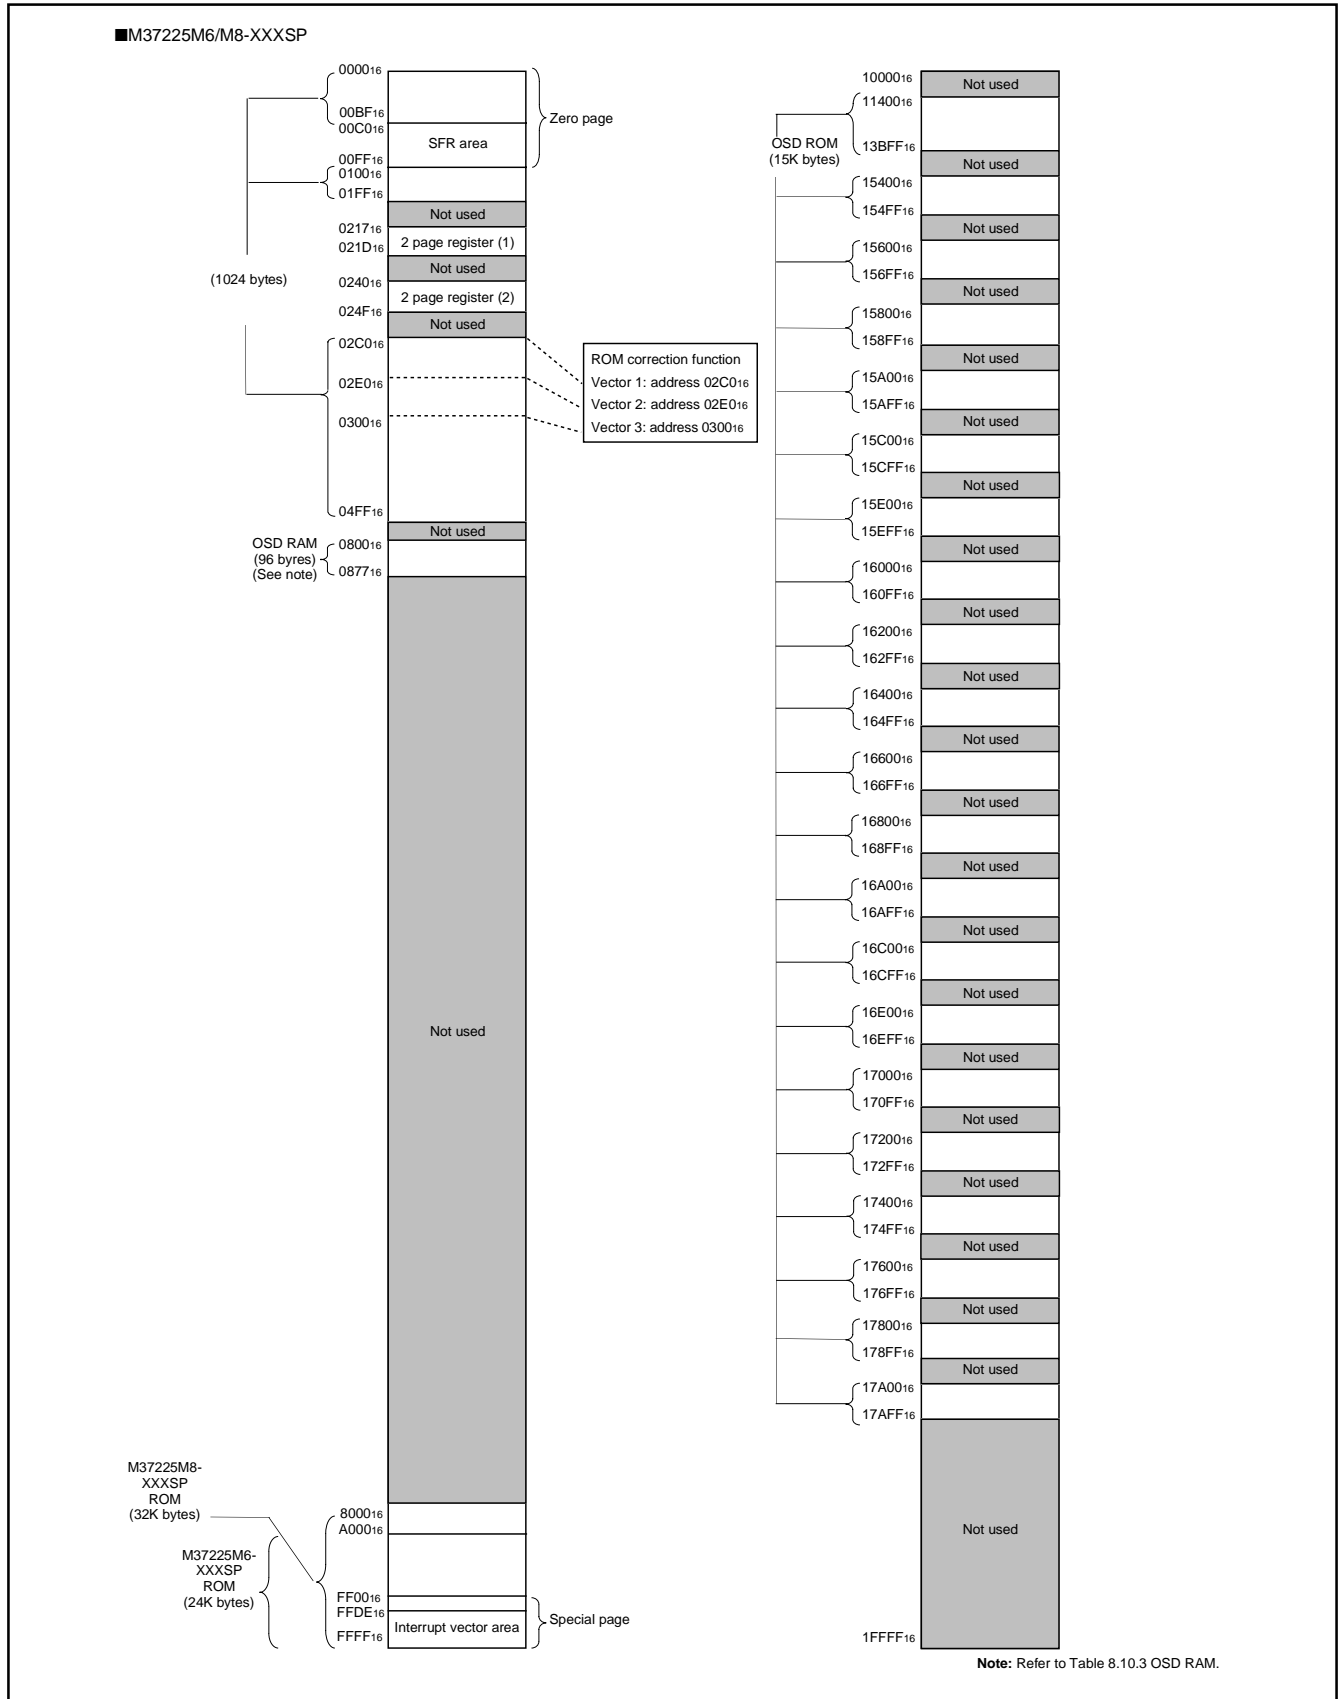 ■M37225M6/M8-XXXSP
000016
00BF16
00C016
SFR area
00FF16
010016
01FF16
Zero page
Not used
021716
021D16
2 page register (1)
Not used
(1024 bytes)
024016
2 page register (2)
024F16
Not used
02C016
02E016
030016
04FF16
ROM correction function
Vector 1: address 02C016
Vector 2: address 02E016
Vector 3: address 030016
Not used
OSD RAM
(96 byres)
(See note)
080016
087716
Not used
M37225M8-
XXXSP
ROM
(32K bytes)
800016
A00016
M37225M6-
XXXSP
ROM
(24K bytes)
FF0016
FFDE16
Interrupt vector area
FFFF16
Special page
1000016
Not used
1140016
OSD ROM
(15K bytes)
13BFF16
Not used
1540016
154FF16
Not used
1560016
156FF16
Not used
1580016
158FF16
Not used
15A0016
15AFF16
Not used
15C0016
15CFF16
Not used
15E0016
15EFF16
Not used
1600016
160FF16
Not used
1620016
162FF16
Not used
1640016
164FF16
Not used
1660016
166FF16
Not used
1680016
168FF16
Not used
16A0016
16AFF16
Not used
16C0016
16CFF16
Not used
16E0016
16EFF16
Not used
1700016
170FF16
Not used
1720016
172FF16
Not used
1740016
174FF16
Not used
1760016
176FF16
Not used
1780016
178FF16
Not used
17A0016
17AFF16
Not used
1FFFF16
Note: Refer to Table 8.10.3 OSD RAM.